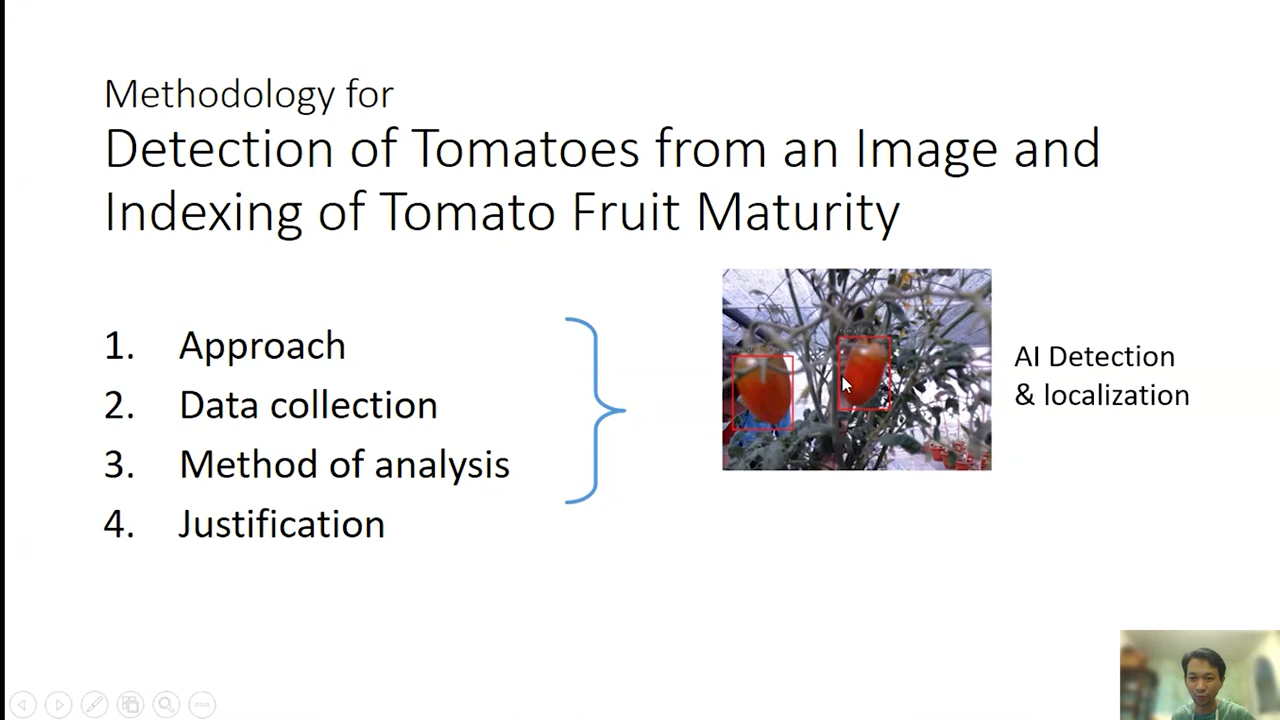 Methodology for
Detection of Tomatoes from an Image and
Indexing of Tomato Fruit Maturity
1. Approach
2. Data collection
3. Method of analysis
4. Justification
AI Detection
& localization